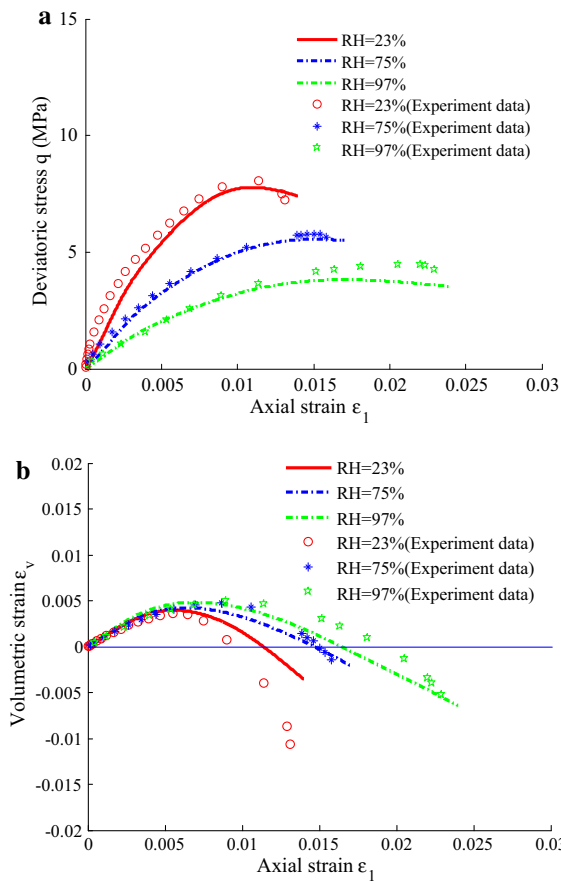 a
15
10
5
0
Deviatoric stress q (MPa)
RH=23%
RH=75%
RH=97%
RH=23%(Experiment data)
RH=75%(Experiment data)
RH=97%(Experiment data)
0 0.005 0.01 0.015 0.02 0.025 0.03
Axial strain ε1
b
0.02
0.015
0.01
0.005
0
-0.005
-0.01
-0.015
-0.02
Volumetric strain εv
RH=23%
RH=75%
RH=97%
RH=23%(Experiment data)
RH=75%(Experiment data)
RH=97%(Experiment data)
0 0.005 0.01 0.015 0.02 0.025 0.03
Axial strain ε1